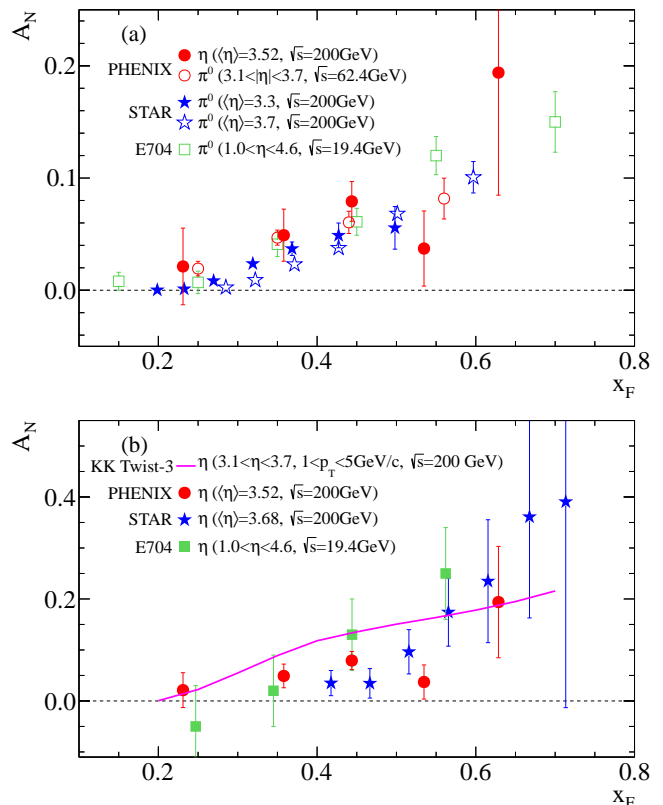 A_N
(a)
PHENIX
η (⟨η⟩=3.52, √s=200GeV)
π⁰ (3.1<|η|<3.7, √s=62.4GeV)
STAR
π⁰ (⟨η⟩=3.3, √s=200GeV)
π⁰ (⟨η⟩=3.7, √s=200GeV)
E704 π⁰ (1.0<η<4.6, √s=19.4GeV)
0.2
0.1
0.0
0.2 0.4 0.6 0.8
x_F
A_N
(b)
KK Twist-3 η (3.1<η<3.7, 1<p_T<5GeV/c, √s=200 GeV)
PHENIX η (⟨η⟩=3.52, √s=200GeV)
STAR η (⟨η⟩=3.68, √s=200GeV)
E704 η (1.0<η<4.6, √s=19.4GeV)
0.4
0.2
0.0
0.2 0.4 0.6 0.8
x_F